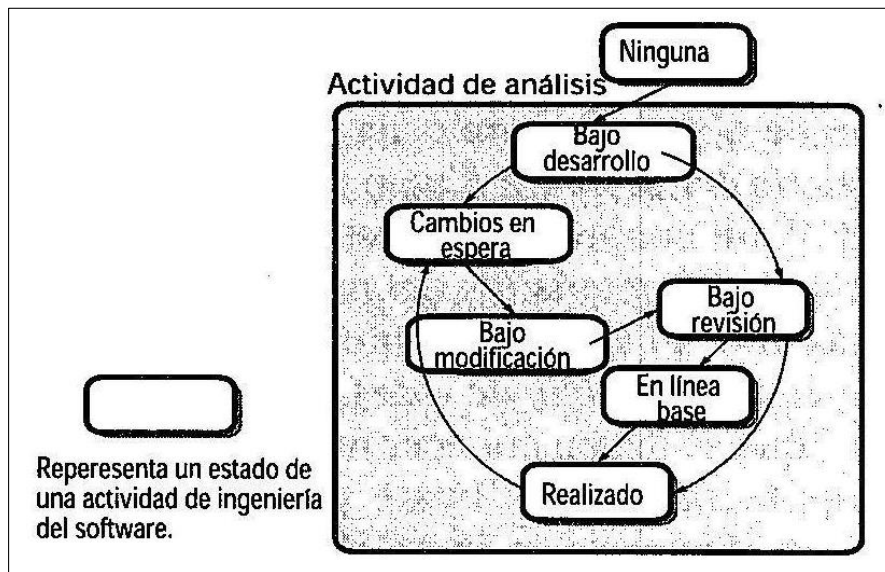 Ninguna
Actividad de análisis
Bajo
desarrollo
Cambios en
espera
Bajo
revisión
Bajo
modificación
En línea
base
Realizado
Reperesenta un estado de
una actividad de ingeniería
del software.